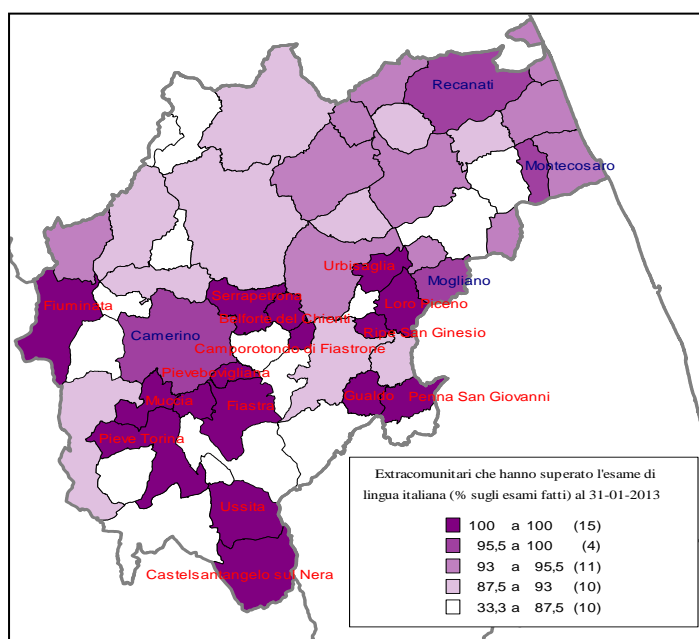 Recanati
Montecosaro
Urbisaglia
Mogliano
Fiuminata
Serrapetrona
Loro Piceno
Belforte del Chienti
Camerino
Ripe San Ginesio
Camporotondo di Fiastrone
Pievebovigliana
Muccia
Fiastra
Gualdo
Penna San Giovanni
Pieve Torina
Ussita
Castelsantangelo sul Nera
Extracomunitari che hanno superato l'esame di
lingua italiana (% sugli esami fatti) al 31-01-2013
100 a 100 (15)
95,5 a 100 (4)
93 a 95,5 (11)
87,5 a 93 (10)
33,3 a 87,5 (10)